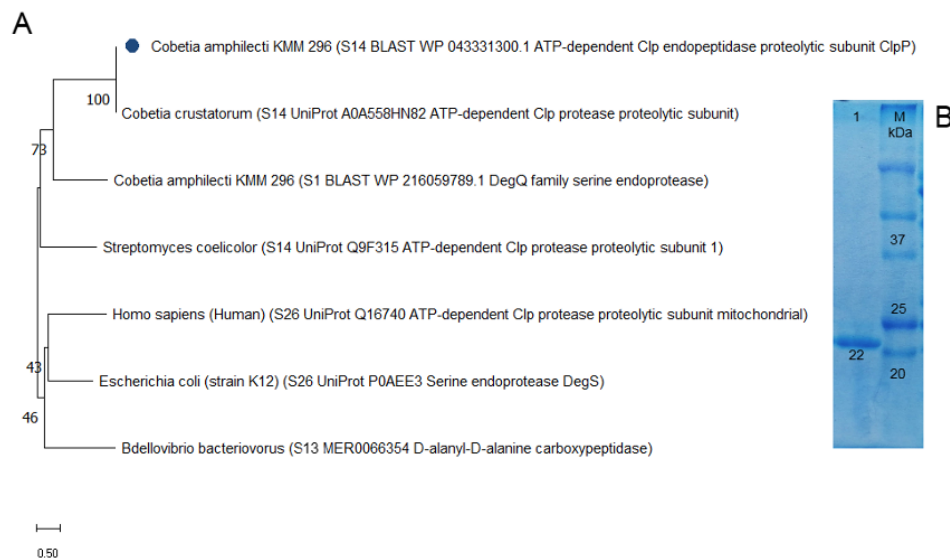 A
Cobetia amphilecti KMM 296 (S14 BLAST WP 043331300.1 ATP-dependent Clp endopeptidase proteolytic subunit ClpP)
100
Cobetia crustatorum (S14 UniProt A0A558HN82 ATP-dependent Clp protease proteolytic subunit)
73
Cobetia amphilecti KMM 296 (S1 BLAST WP 216059789.1 DegQ family serine endoprotease)
Streptomyces coelicolor (S14 UniProt Q9F315 ATP-dependent Clp protease proteolytic subunit 1)
Homo sapiens (Human) (S26 UniProt Q16740 ATP-dependent Clp protease proteolytic subunit mitochondrial)
43
Escherichia coli (strain K12) (S26 UniProt P0AEE3 Serine endoprotease DegS)
46
Bdellovibrio bacteriovorus (S13 MER0066354 D-alanyl-D-alanine carboxypeptidase)
0.50
B
1 M
kDa
37
25
22
20